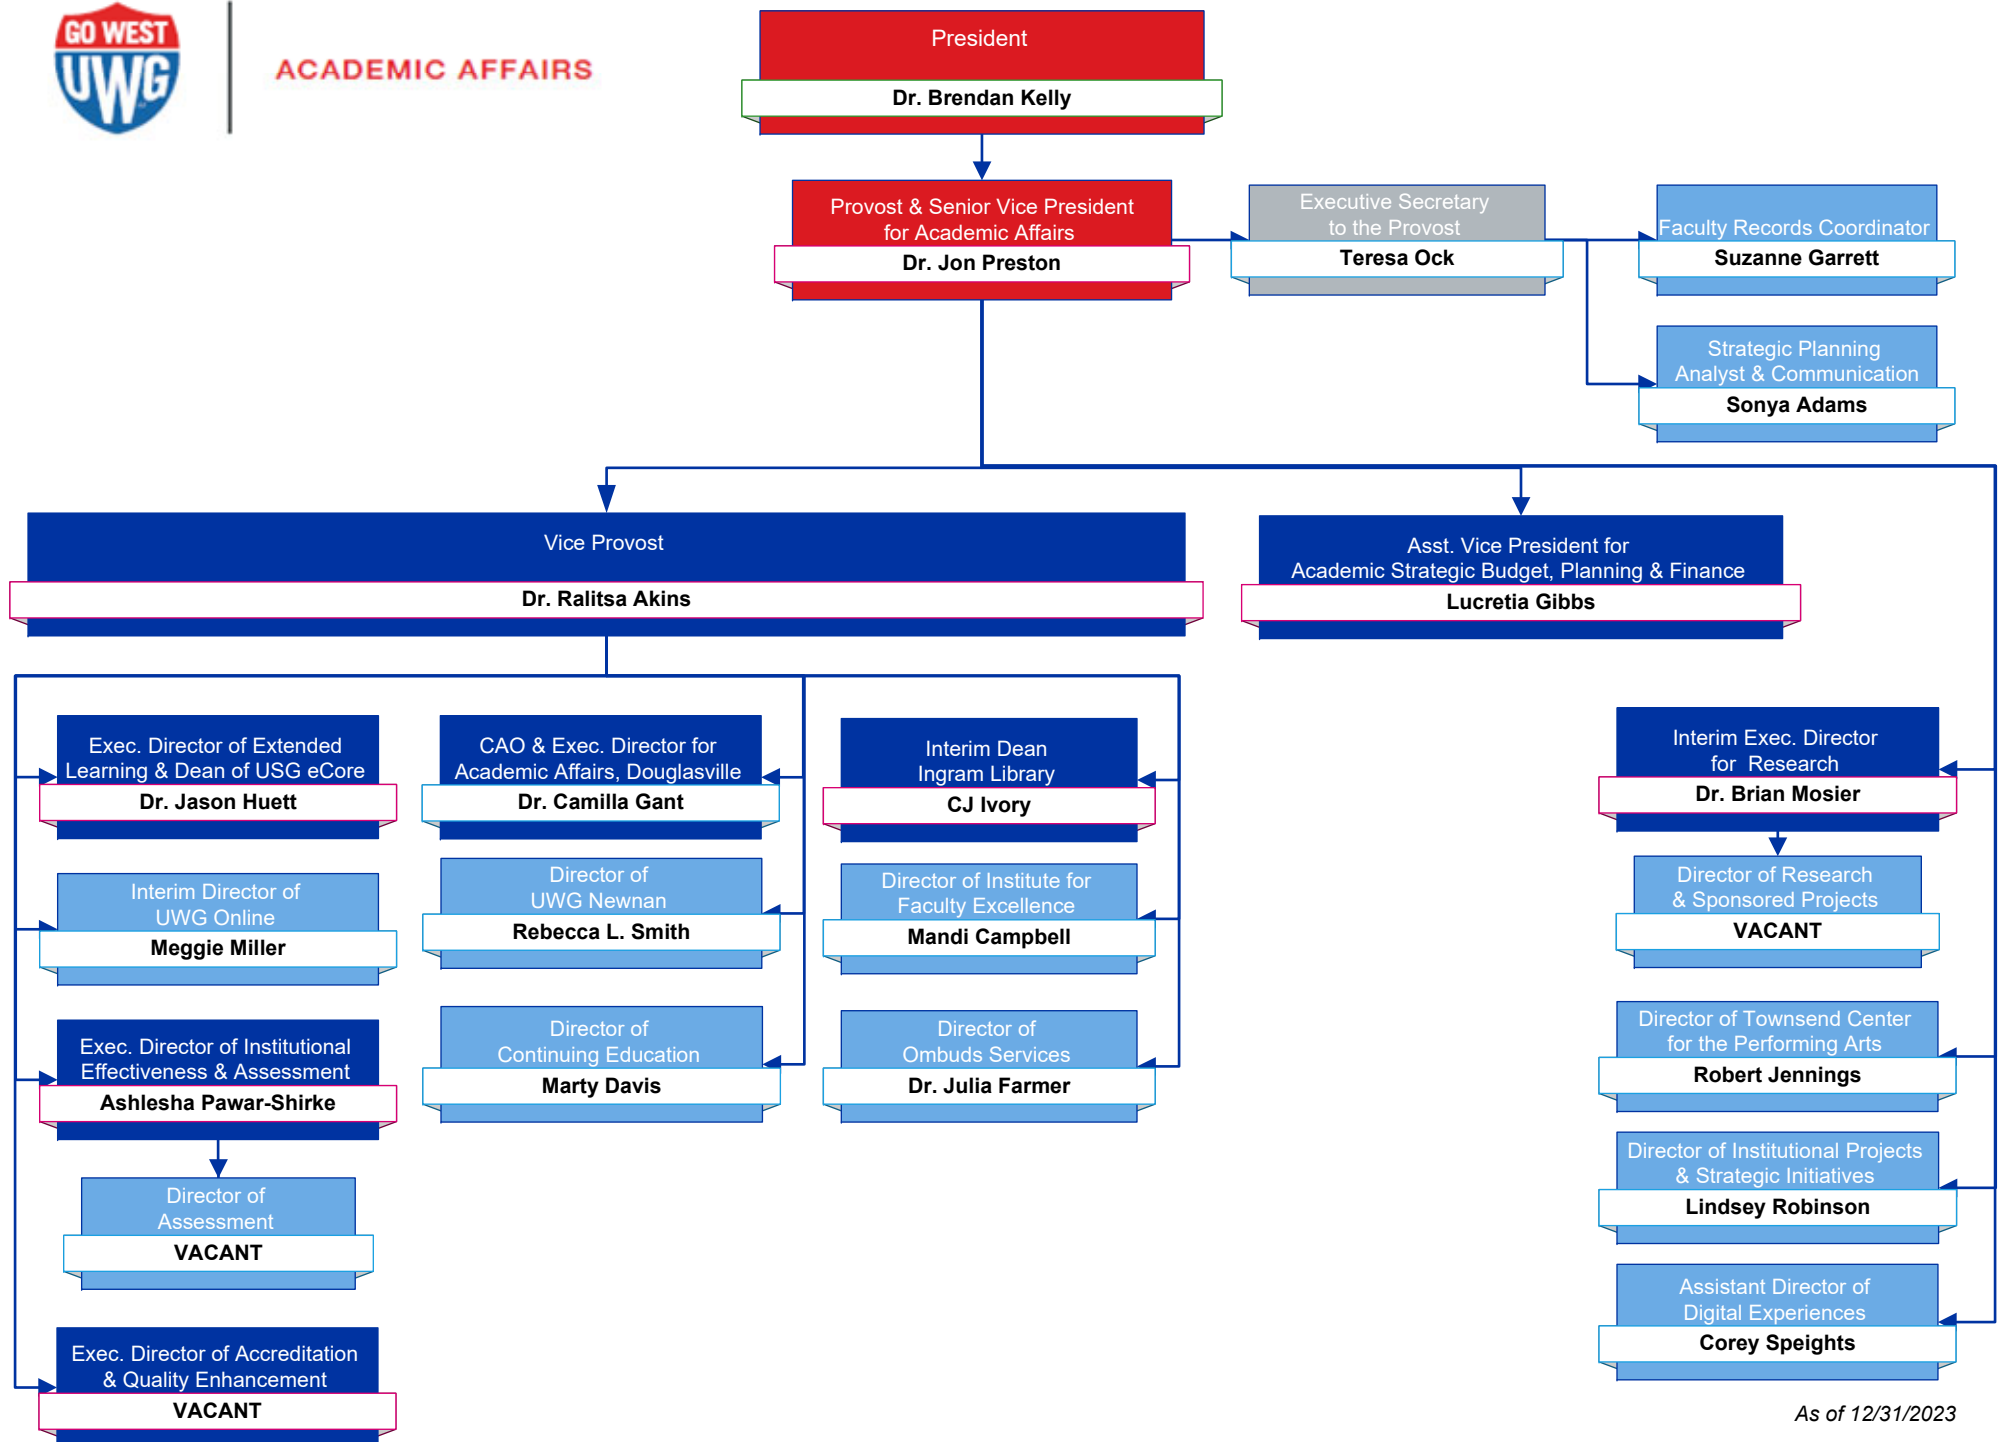 GO WEST
UWG
ACADEMIC AFFAIRS
President
Dr. Brendan Kelly
Provost & Senior Vice President
for Academic Affairs
Dr. Jon Preston
Executive Secretary
to the Provost
Teresa Ock
Faculty Records Coordinator
Suzanne Garrett
Strategic Planning
Analyst & Communication
Sonya Adams
Vice Provost
Dr. Ralitsa Akins
Asst. Vice President for
Academic Strategic Budget, Planning & Finance
Lucretia Gibbs
Exec. Director of Extended
Learning & Dean of USG eCore
Dr. Jason Huett
Interim Director of
UWG Online
Meggie Miller
Exec. Director of Institutional
Effectiveness & Assessment
Ashlesha Pawar-Shirke
Director of
Assessment
VACANT
Exec. Director of Accreditation
& Quality Enhancement
VACANT
CAO & Exec. Director for
Academic Affairs, Douglasville
Dr. Camilla Gant
Director of
UWG Newnan
Rebecca L. Smith
Director of
Continuing Education
Marty Davis
Interim Dean
Ingram Library
CJ Ivory
Director of Institute for
Faculty Excellence
Mandi Campbell
Director of
Ombuds Services
Dr. Julia Farmer
Interim Exec. Director
for Research
Dr. Brian Mosier
Director of Research
& Sponsored Projects
VACANT
Director of Townsend Center
for the Performing Arts
Robert Jennings
Director of Institutional Projects
& Strategic Initiatives
Lindsey Robinson
Assistant Director of
Digital Experiences
Corey Speights
As of 12/31/2023